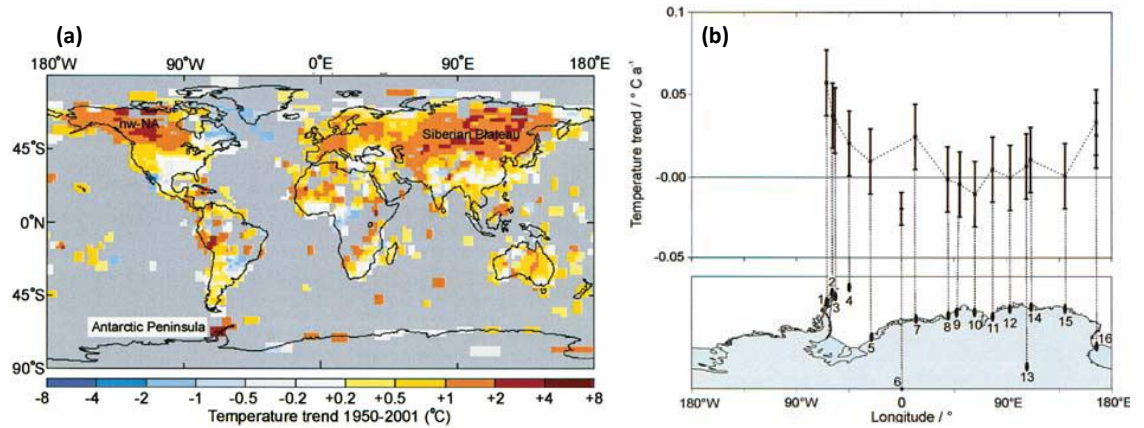 (a)
180°W 90°W 0°E 90°E 180°E
nw-NA
Siberian Plateau
45°N
0°N
45°S
Antarctic Peninsula
90°S
-8 -4 -2 -1 -0.5 -0.2 +0.2 +0.5 +1 +2 +4 +8
Temperature trend 1950-2001 (°C)
(b)
0.1
0.05
-0.00
-0.05
Temperature trend / °C a⁻¹
1 2 3 4 5 6 7 8 9 10 11 12 13 14 15 16
180°W 90°W 0 90°E 180°E
Longitude / °